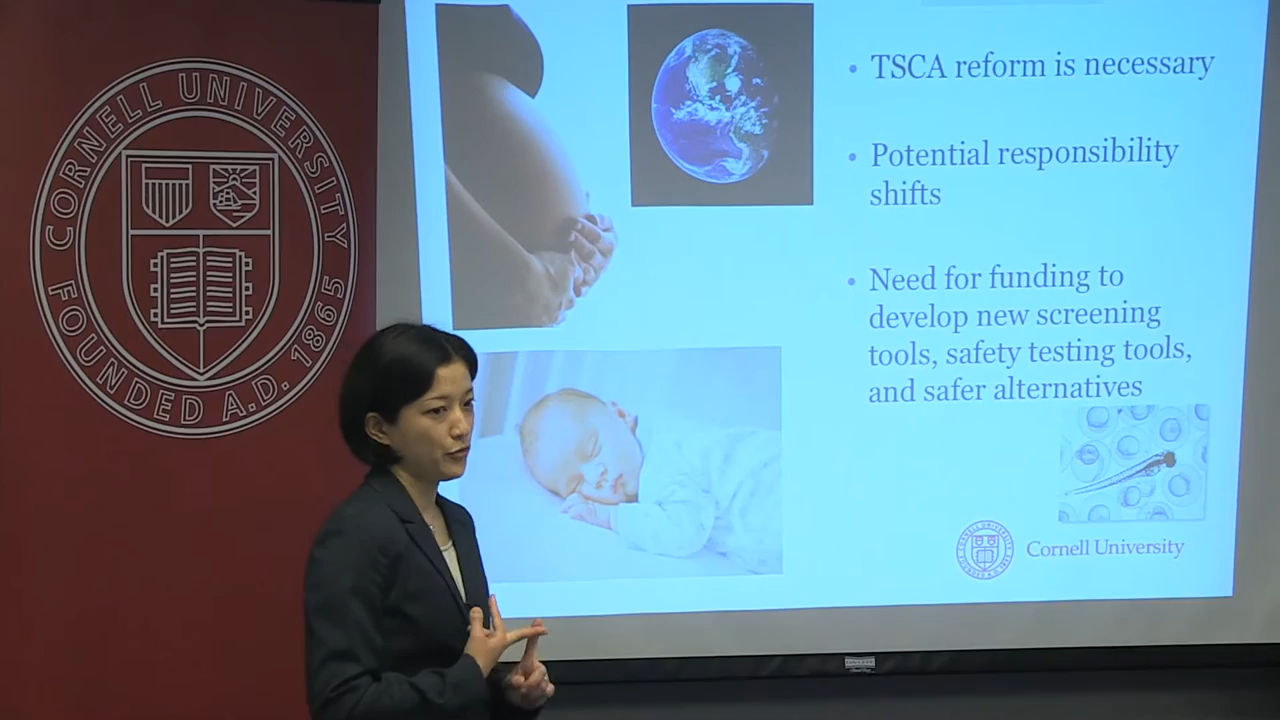 CORNELL UNIVERSITY
FOUNDED A.D. 1865
• TSCA reform is necessary
• Potential responsibility
shifts
• Need for funding to
develop new screening
tools, safety testing tools,
and safer alternatives
Cornell University